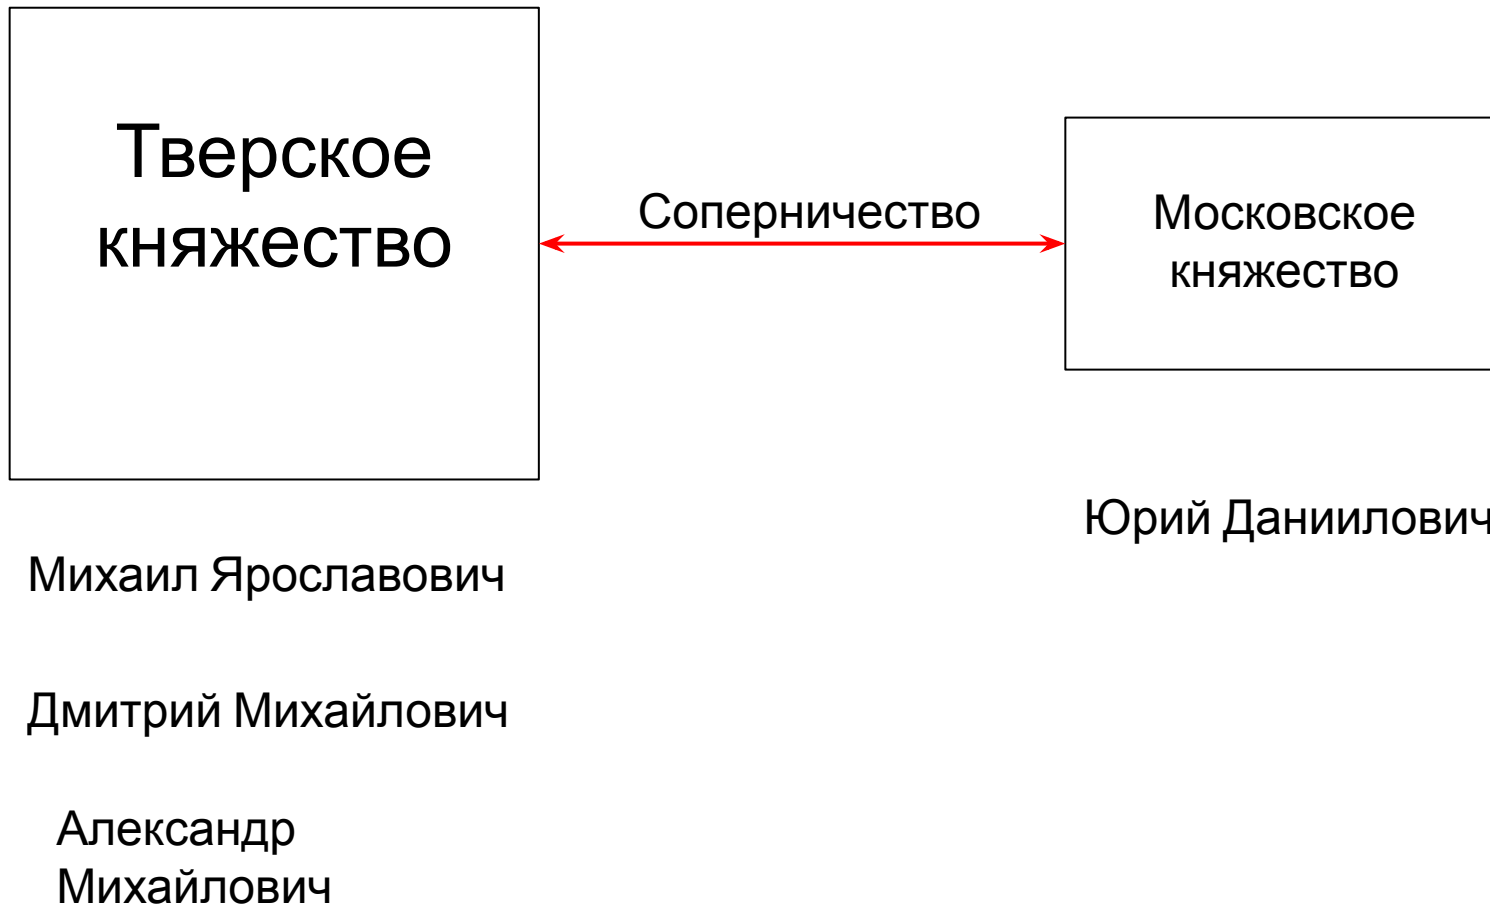 Тверское
княжество
Соперничество
Московское
княжество
Юрий Даниилович
Михаил Ярославович
Дмитрий Михайлович
Александр
Михайлович